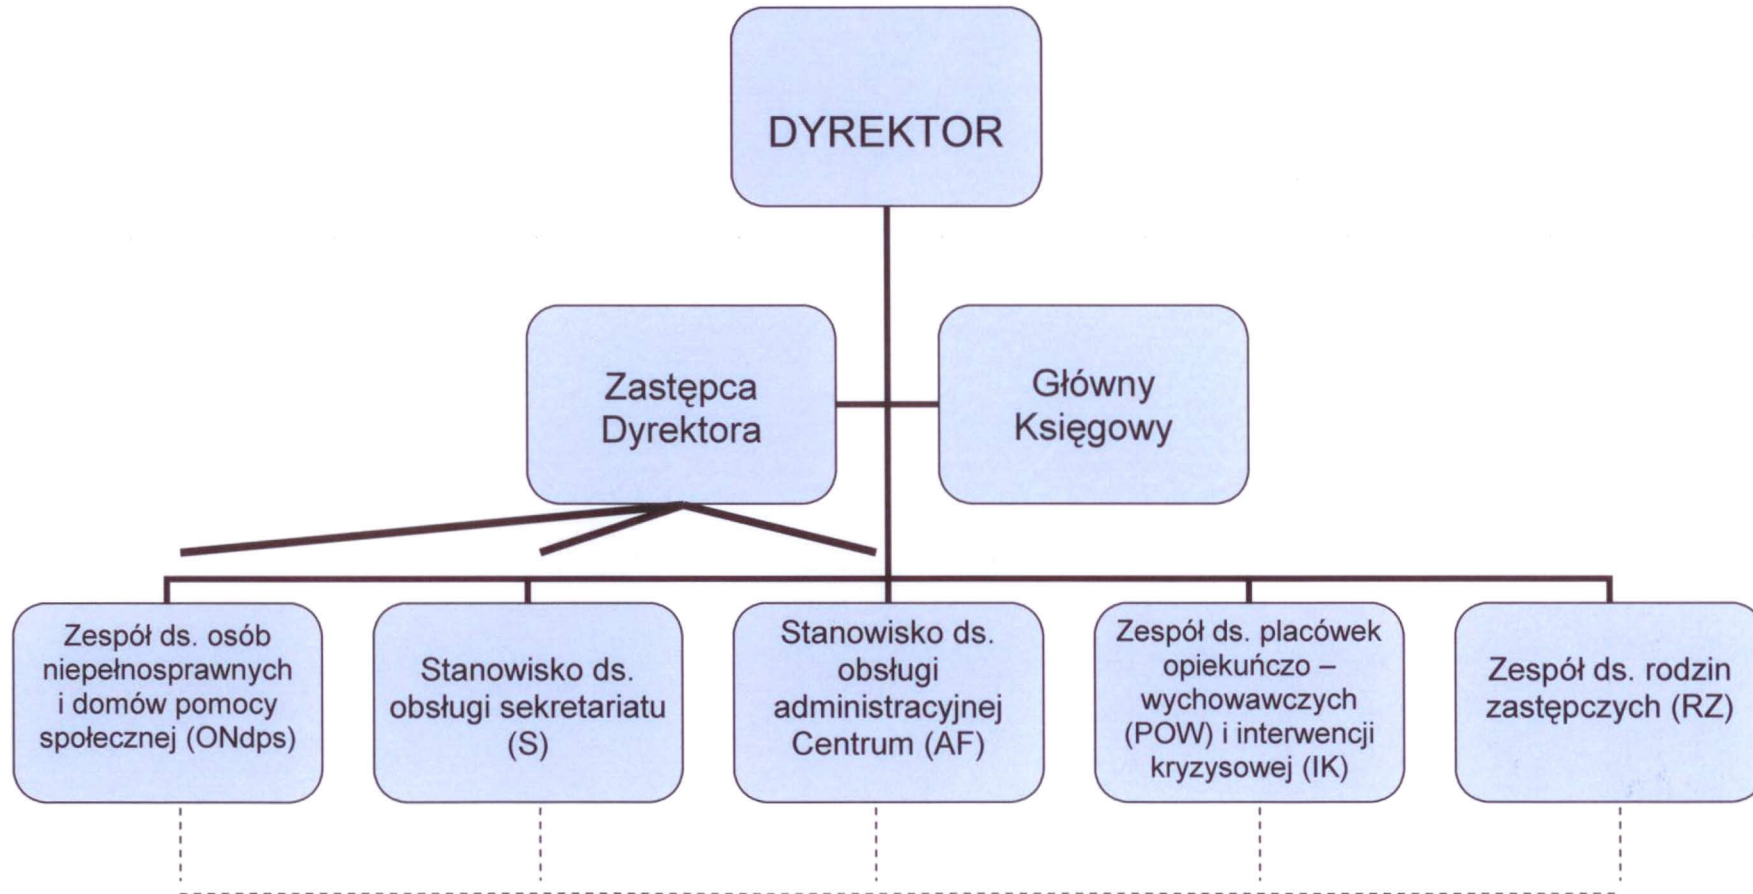 DYREKTOR
Zastępca
Dyrektora
Główny
Księgowy
Zespół ds. osób
niepełnosprawnych
i domów pomocy
społecznej (ONdps)
Stanowisko ds.
obsługi sekretariatu
(S)
Stanowisko ds.
obsługi
administracyjnej
Centrum (AF)
Zespół ds. placówek
opiekuńczo –
wychowawczych
(POW) i interwencji
kryzysowej (IK)
Zespół ds. rodzin
zastępczych (RZ)